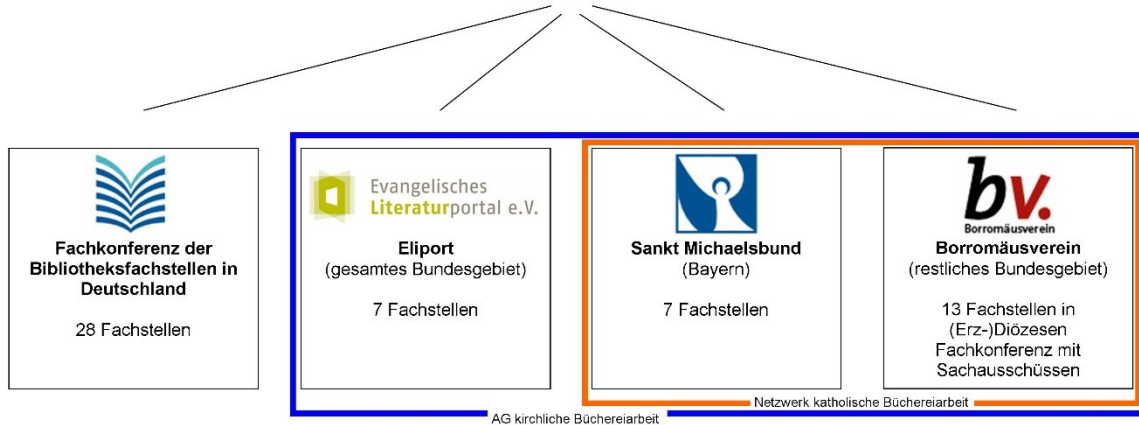 Fachkonferenz der
Bibliotheksfachstellen in
Deutschland
28 Fachstellen
Evangelisches
Literaturportal e.V.
Eliport
(gesamtes Bundesgebiet)
7 Fachstellen
Sankt Michaelsbund
(Bayern)
7 Fachstellen
bv.
Borromäusverein
Borromäusverein
(restliches Bundesgebiet)
13 Fachstellen in
(Erz-)Diözesen
Fachkonferenz mit
Sachausschüssen
Netzwerk katholische Büchereiarbeit
AG kirchliche Büchereiarbeit